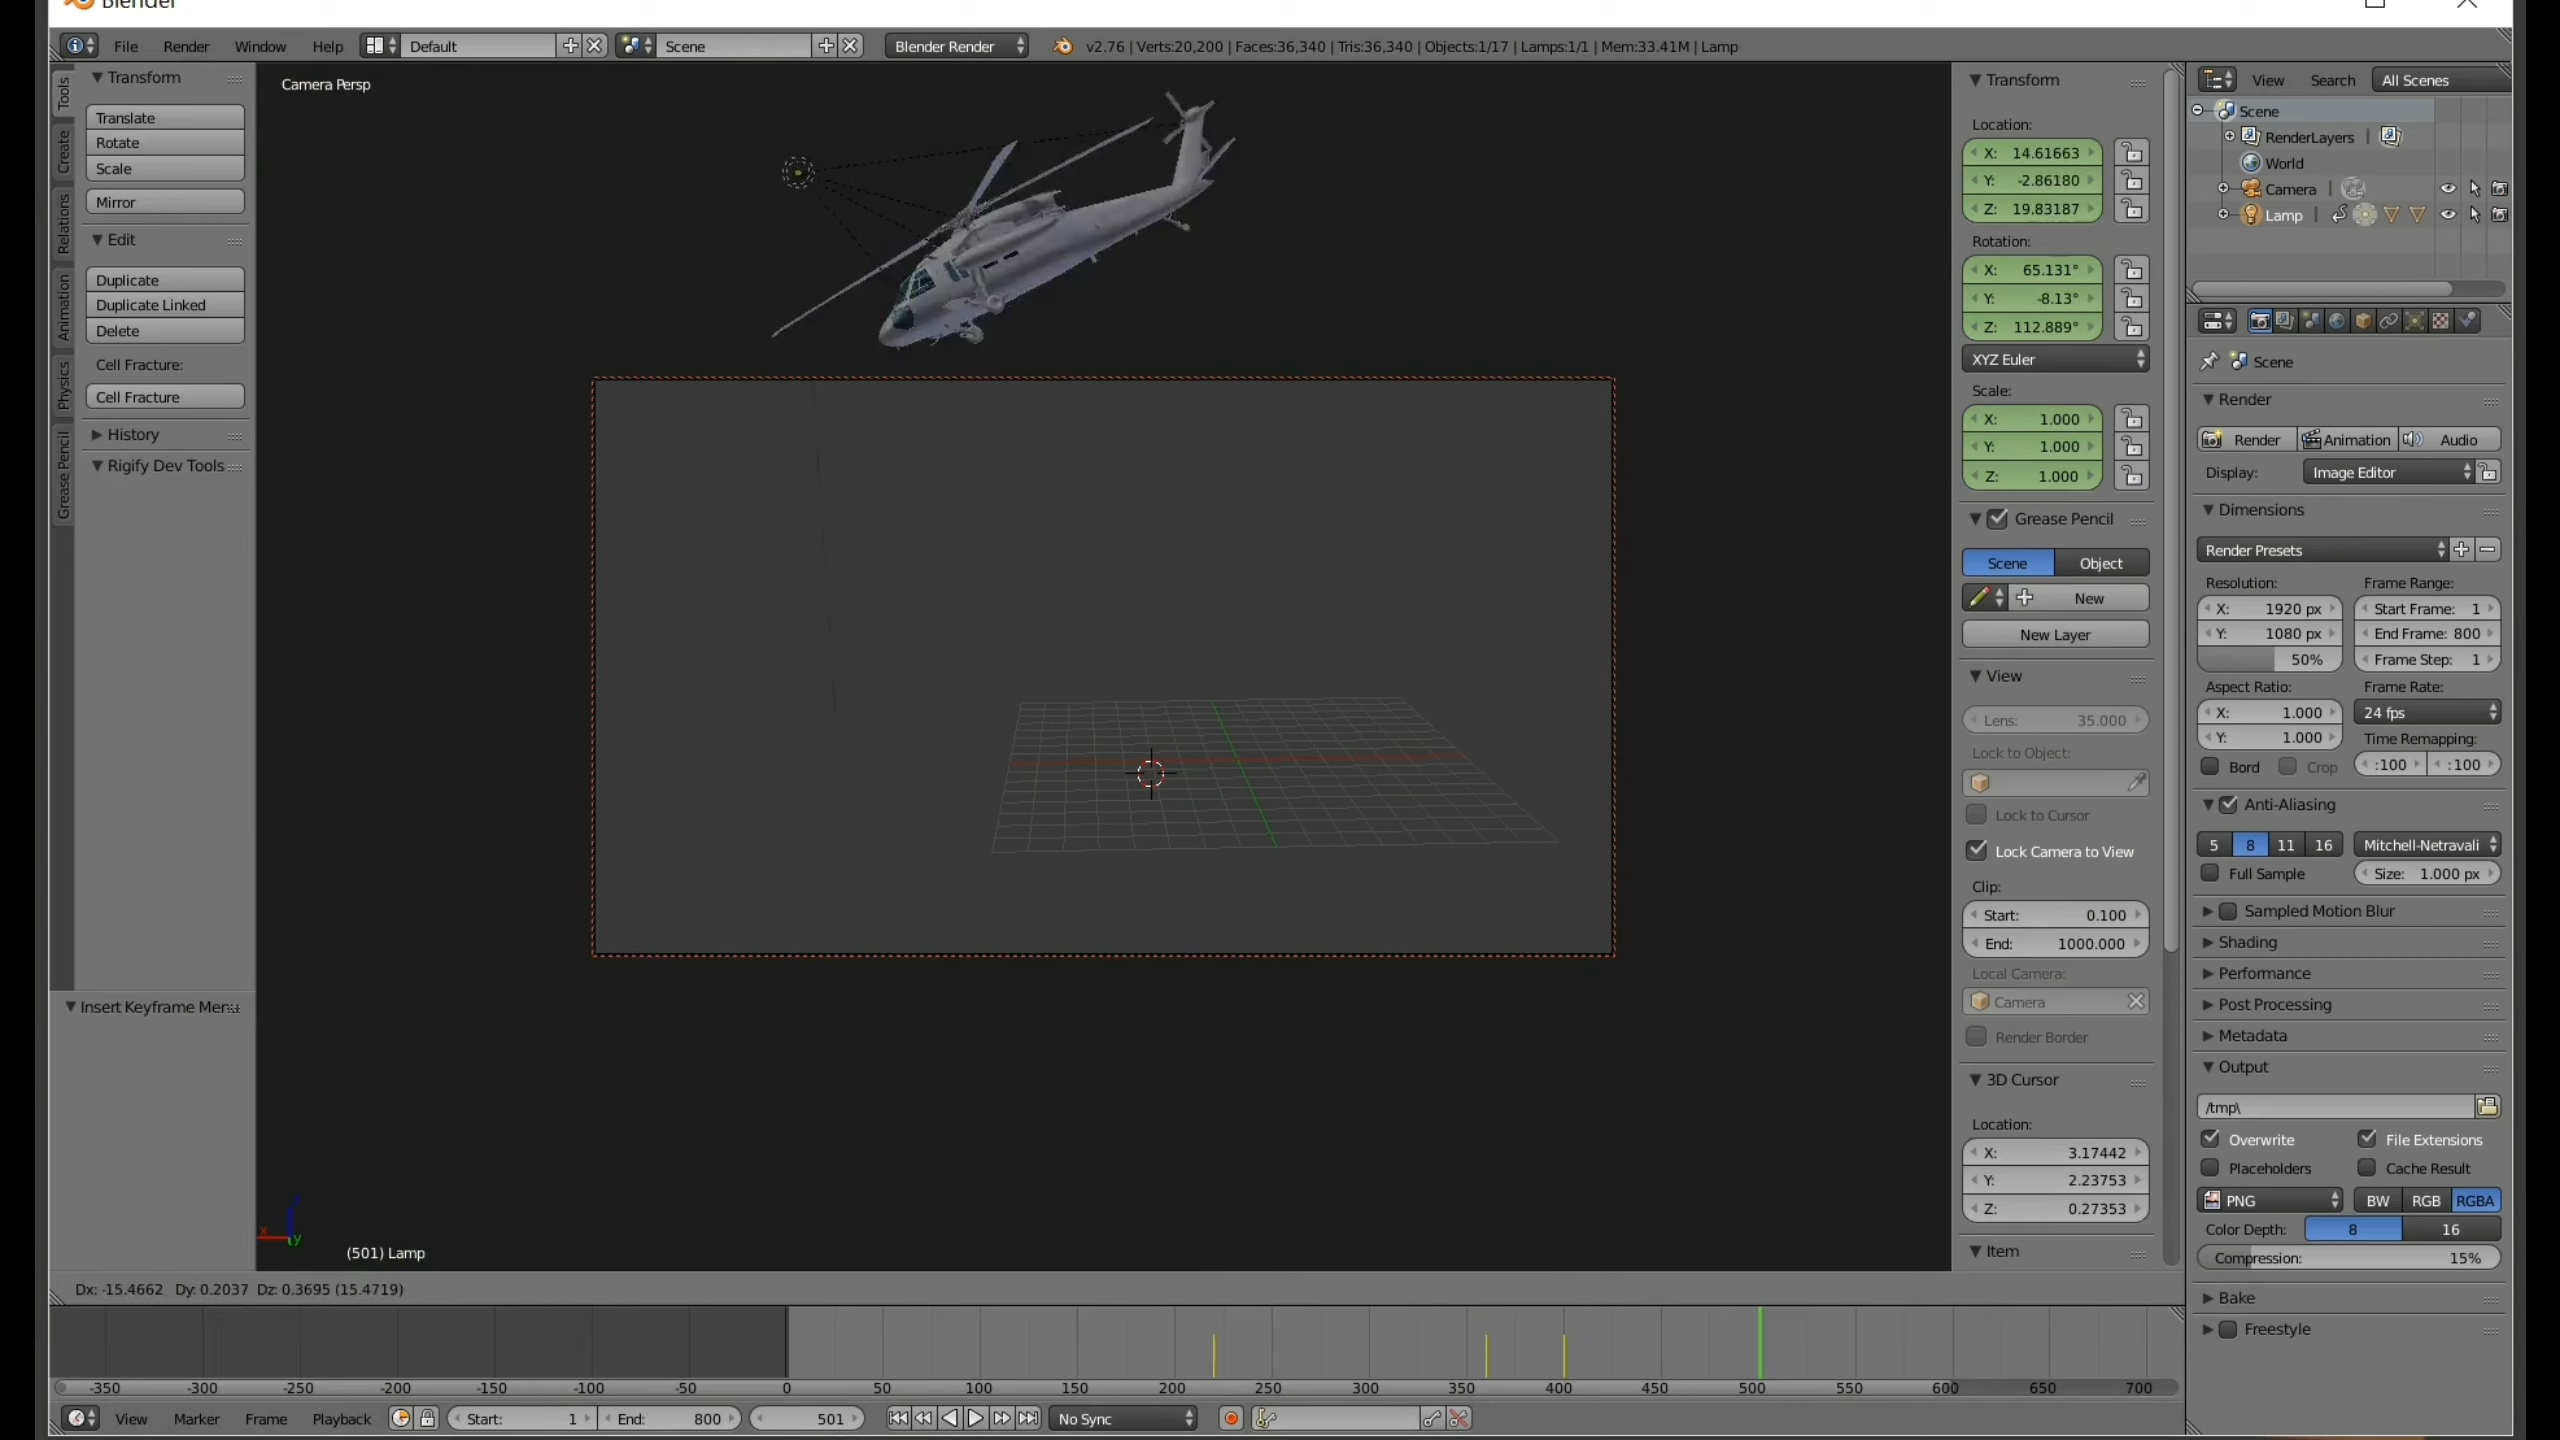 Blender
File Render Window Help Default Scene Blender Render v2.76 | Verts:20,200 | Faces:36,340 | Tris:36,340 | Objects:1/17 | Lamps:1/1 | Mem:33.41M | Lamp
Tools
Create
Relations
Animation
Physics
Grease Pencil
Transform
Translate
Rotate
Scale
Mirror
Edit
Duplicate
Duplicate Linked
Delete
Cell Fracture:
Cell Fracture
History
Rigify Dev Tools
Insert Keyframe Menu
Camera Persp
x
y
(501) Lamp
Transform
Location:
X: 14.61663
Y: -2.86180
Z: 19.83187
Rotation:
X: 65.131°
Y: -8.13°
Z: 112.889°
XYZ Euler
Scale:
X: 1.000
Y: 1.000
Z: 1.000
Grease Pencil
Scene Object
New
New Layer
View
Lens: 35.000
Lock to Object:
Lock to Cursor
Lock Camera to View
Clip:
Start: 0.100
End: 1000.000
Local Camera:
Camera
Render Border
3D Cursor
Location:
X: 3.17442
Y: 2.23753
Z: 0.27353
Item
View Search All Scenes
Scene
RenderLayers |
World
Camera |
Lamp |
Scene
Render
Render Animation Audio
Display: Image Editor
Dimensions
Render Presets
Resolution: Frame Range:
X: 1920 px Start Frame: 1
Y: 1080 px End Frame: 800
50% Frame Step: 1
Aspect Ratio: Frame Rate:
X: 1.000 24 fps
Y: 1.000 Time Remapping:
Bord Crop :100 :100
Anti-Aliasing
5 8 11 16 Mitchell-Netravali
Full Sample Size: 1.000 px
Sampled Motion Blur
Shading
Performance
Post Processing
Metadata
Output
/tmp\
Overwrite File Extensions
Placeholders Cache Result
PNG BW RGB RGBA
Color Depth: 8 16
Compression: 15%
Bake
Freestyle
Dx: -15.4662 Dy: 0.2037 Dz: 0.3695 (15.4719)
-350 -300 -250 -200 -150 -100 -50 0 50 100 150 200 250 300 350 400 450 500 550 600 650 700
View Marker Frame Playback Start: 1 End: 800 501 No Sync